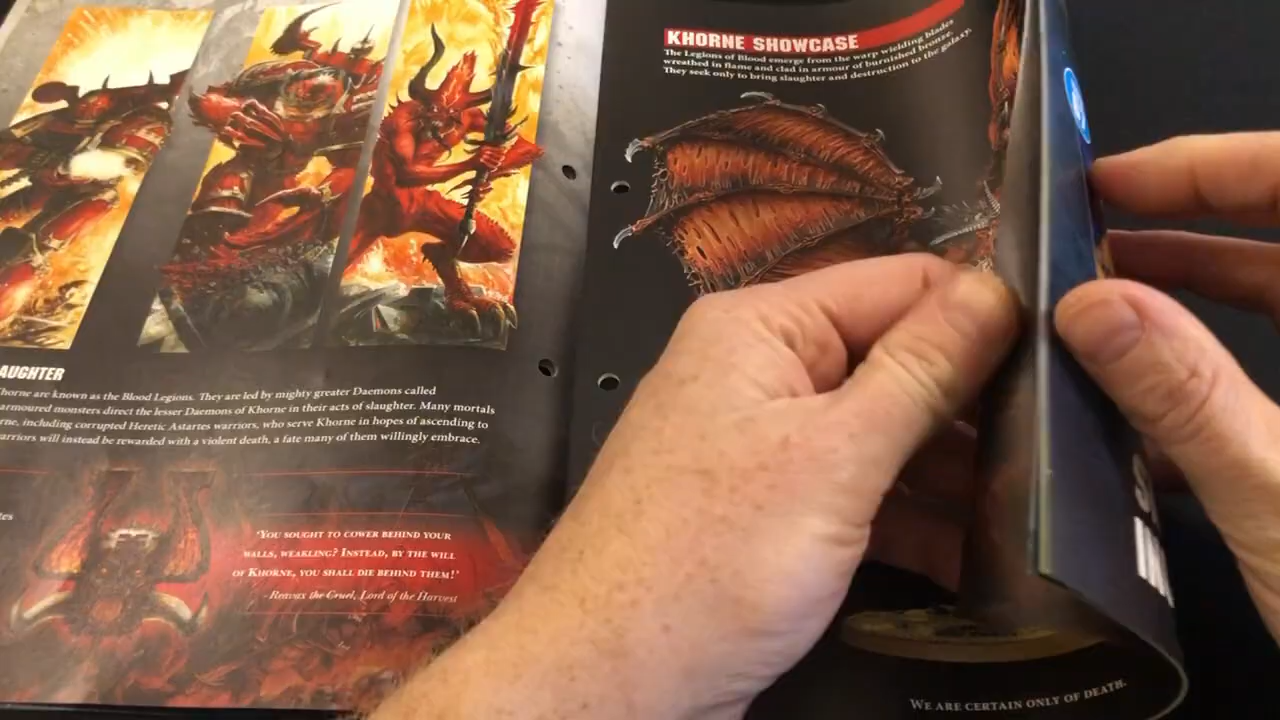 AUGHTER
horne are known as the Blood Legions. They are led by mighty greater Daemons called
armoured monsters direct the lesser Daemons of Khorne in their acts of slaughter. Many mortals
rne, including corrupted Heretic Astartes warriors, who serve Khorne in hopes of ascending to
arriors will instead be rewarded with a violent death, a fate many of them willingly embrace.
tes
'You sought to cower behind your
walls, weakling? Instead, by the will
of Khorne, you shall die behind them!'
- Reavax the Cruel, Lord of the Harvest
KHORNE SHOWCASE
The Legions of Blood emerge from the warp wielding blades
wreathed in flame and clad in armour of burnished bronze.
They seek only to bring slaughter and destruction to the galaxy.
We are certain only of death.